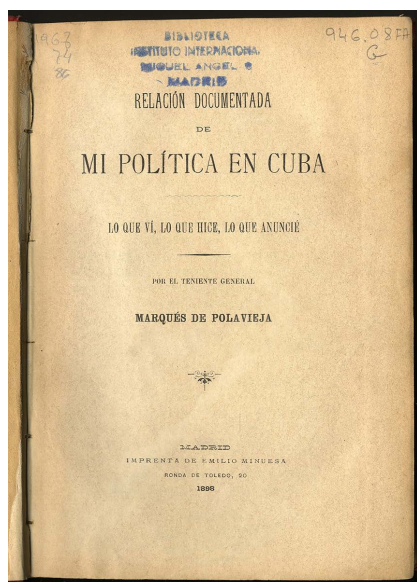 BIBLIOTECA
INSTITUTO INTERNACIONAL
MIGUEL ANGEL 8
MADRID
946.08FA
G
RELACIÓN DOCUMENTADA
DE
MI POLÍTICA EN CUBA
LO QUE VÍ, LO QUE HICE, LO QUE ANUNCIÉ
POR EL TENIENTE GENERAL
MARQUÉS DE POLAVIEJA
MADRID
IMPRENTA DE EMILIO MINUESA
RONDA DE TOLEDO, 20
1898